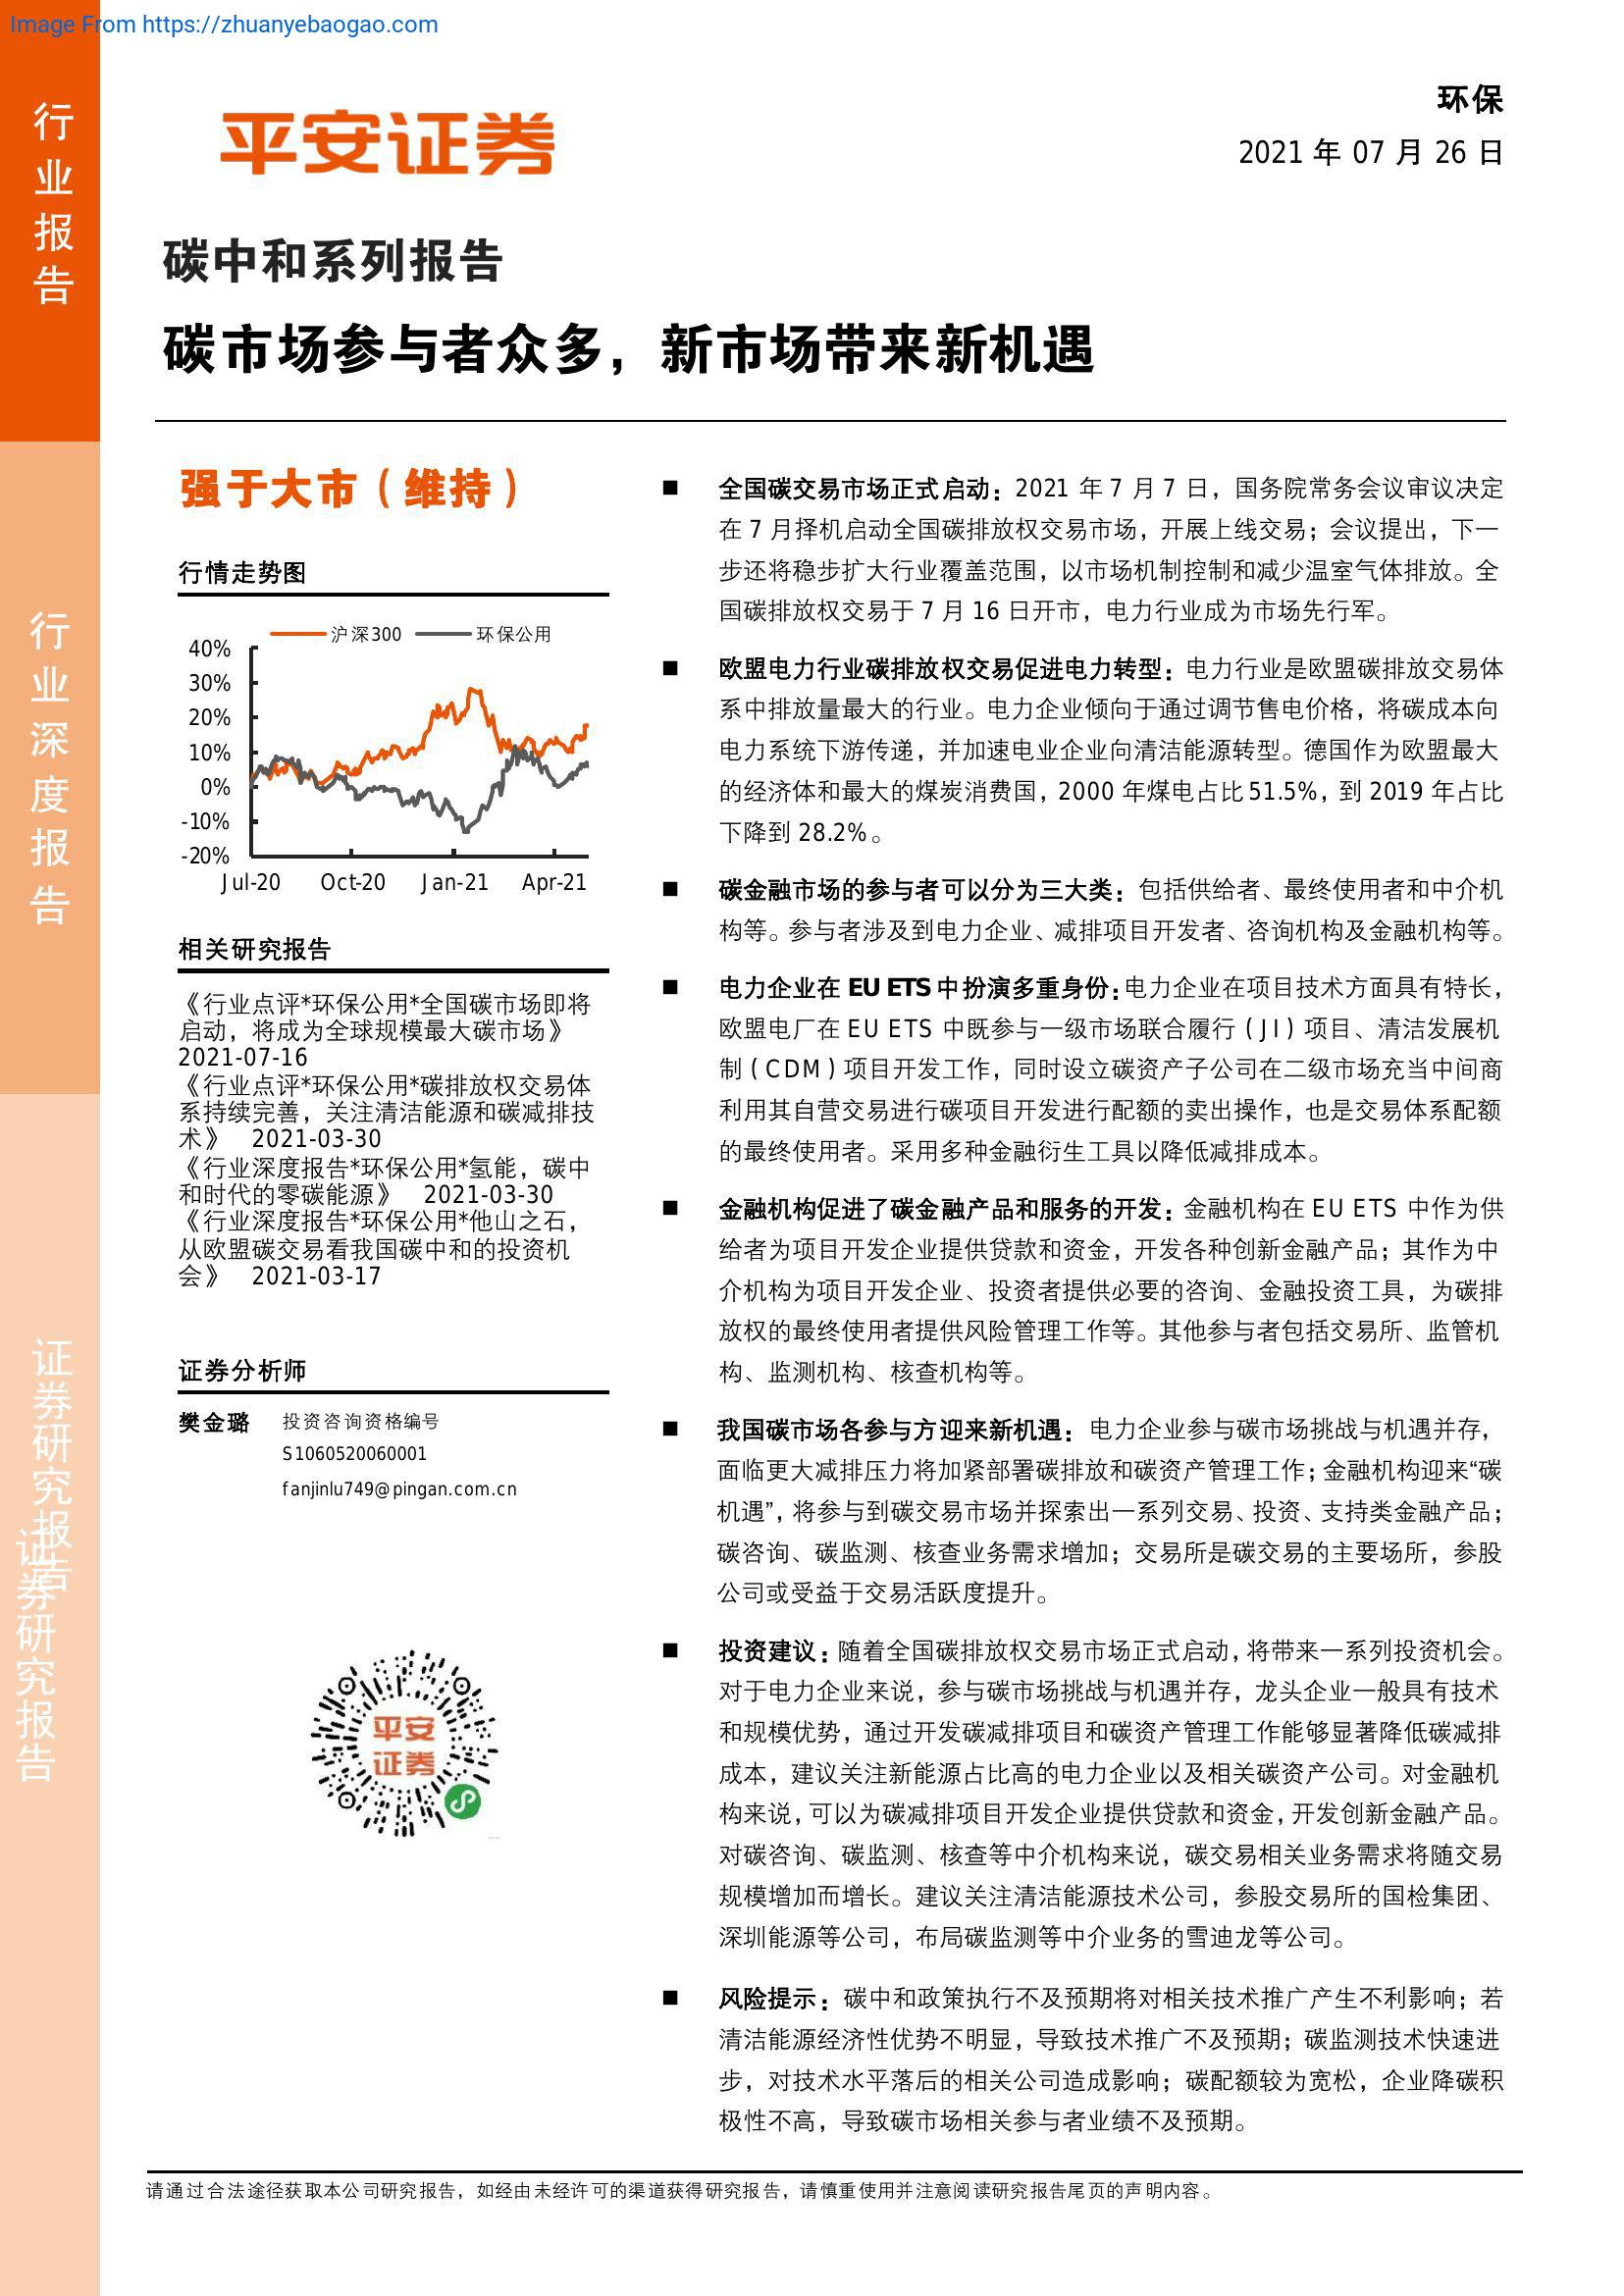 Image From https://zhuanyebaogao.com
行业报告
行业深度报告
证券研究报告
证券研究报告
平安证券
环保
2021 年 07 月 26 日
碳中和系列报告
碳市场参与者众多，新市场带来新机遇
强于大市（维持）
行情走势图
沪深300 环保公用
40%
30%
20%
10%
0%
-10%
-20%
Jul-20 Oct-20 Jan-21 Apr-21
相关研究报告
《行业点评*环保公用*全国碳市场即将
启动，将成为全球规模最大碳市场》
2021-07-16
《行业点评*环保公用*碳排放权交易体
系持续完善，关注清洁能源和碳减排技
术》 2021-03-30
《行业深度报告*环保公用*氢能，碳中
和时代的零碳能源》 2021-03-30
《行业深度报告*环保公用*他山之石，
从欧盟碳交易看我国碳中和的投资机
会》 2021-03-17
证券分析师
樊金璐 投资咨询资格编号
S1060520060001
fanjinlu749@pingan.com.cn
平安
证券
■ 全国碳交易市场正式启动：2021 年 7 月 7 日，国务院常务会议审议决定
在 7 月择机启动全国碳排放权交易市场，开展上线交易；会议提出，下一
步还将稳步扩大行业覆盖范围，以市场机制控制和减少温室气体排放。全
国碳排放权交易于 7 月 16 日开市，电力行业成为市场先行军。
■ 欧盟电力行业碳排放权交易促进电力转型：电力行业是欧盟碳排放交易体
系中排放量最大的行业。电力企业倾向于通过调节售电价格，将碳成本向
电力系统下游传递，并加速电业企业向清洁能源转型。德国作为欧盟最大
的经济体和最大的煤炭消费国，2000 年煤电占比 51.5%，到 2019 年占比
下降到 28.2%。
■ 碳金融市场的参与者可以分为三大类：包括供给者、最终使用者和中介机
构等。参与者涉及到电力企业、减排项目开发者、咨询机构及金融机构等。
■ 电力企业在 EU ETS 中扮演多重身份：电力企业在项目技术方面具有特长，
欧盟电厂在 EU ETS 中既参与一级市场联合履行（JI）项目、清洁发展机
制（CDM）项目开发工作，同时设立碳资产子公司在二级市场充当中间商
利用其自营交易进行碳项目开发进行配额的卖出操作，也是交易体系配额
的最终使用者。采用多种金融衍生工具以降低减排成本。
■ 金融机构促进了碳金融产品和服务的开发：金融机构在 EU ETS 中作为供
给者为项目开发企业提供贷款和资金，开发各种创新金融产品；其作为中
介机构为项目开发企业、投资者提供必要的咨询、金融投资工具，为碳排
放权的最终使用者提供风险管理工作等。其他参与者包括交易所、监管机
构、监测机构、核查机构等。
■ 我国碳市场各参与方迎来新机遇：电力企业参与碳市场挑战与机遇并存，
面临更大减排压力将加紧部署碳排放和碳资产管理工作；金融机构迎来“碳
机遇”，将参与到碳交易市场并探索出一系列交易、投资、支持类金融产品；
碳咨询、碳监测、核查业务需求增加；交易所是碳交易的主要场所，参股
公司或受益于交易活跃度提升。
■ 投资建议：随着全国碳排放权交易市场正式启动，将带来一系列投资机会。
对于电力企业来说，参与碳市场挑战与机遇并存，龙头企业一般具有技术
和规模优势，通过开发碳减排项目和碳资产管理工作能够显著降低碳减排
成本，建议关注新能源占比高的电力企业以及相关碳资产公司。对金融机
构来说，可以为碳减排项目开发企业提供贷款和资金，开发创新金融产品。
对碳咨询、碳监测、核查等中介机构来说，碳交易相关业务需求将随交易
规模增加而增长。建议关注清洁能源技术公司，参股交易所的国检集团、
深圳能源等公司，布局碳监测等中介业务的雪迪龙等公司。
■ 风险提示：碳中和政策执行不及预期将对相关技术推广产生不利影响；若
清洁能源经济性优势不明显，导致技术推广不及预期；碳监测技术快速进
步，对技术水平落后的相关公司造成影响；碳配额较为宽松，企业降碳积
极性不高，导致碳市场相关参与者业绩不及预期。
请通过合法途径获取本公司研究报告，如经由未经许可的渠道获得研究报告，请慎重使用并注意阅读研究报告尾页的声明内容。